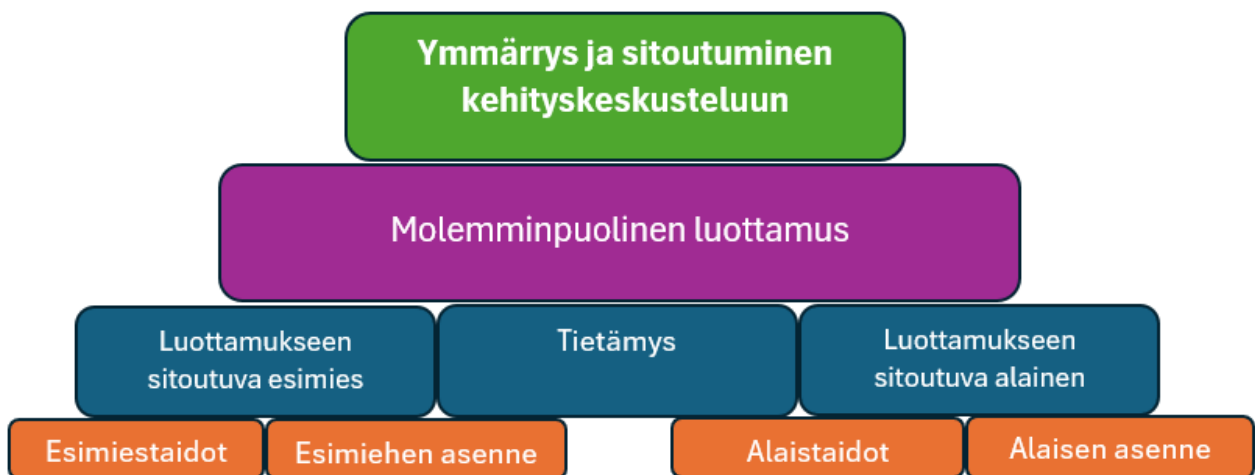 Ymmärrys ja sitoutuminen
kehityskeskusteluun
Molemminpuolinen luottamus
Luottamukseen
sitoutuva esimies
Tietämys
Luottamukseen
sitoutuva alainen
Esimiestaidot
Esimiehen asenne
Alaistaidot
Alaisen asenne